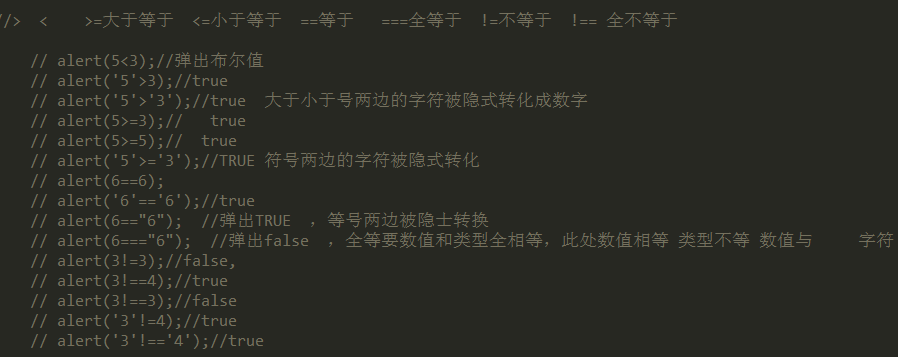 //>  <    >=大于等于  <=小于等于  ==等于   ===全等于  !=不等于  !== 全不等于
// alert(5<3);//弹出布尔值
// alert('5'>3);//true
// alert('5'>'3');//true  大于小于号两边的字符被隐式转化成数字
// alert(5>=3);//   true
// alert(5>=5);//  true
// alert('5'>='3');//TRUE 符号两边的字符被隐式转化
// alert(6==6);
// alert('6'=='6');//true
// alert(6=="6");  //弹出TRUE  ，等号两边被隐士转换
// alert(6==="6");  //弹出false  ，全等要数值和类型全相等，此处数值相等 类型不等 数值与     字符
// alert(3!=3);//false,
// alert(3!==4);//true
// alert(3!==3);//false
// alert('3'!=4);//true
// alert('3'!=='4');//true